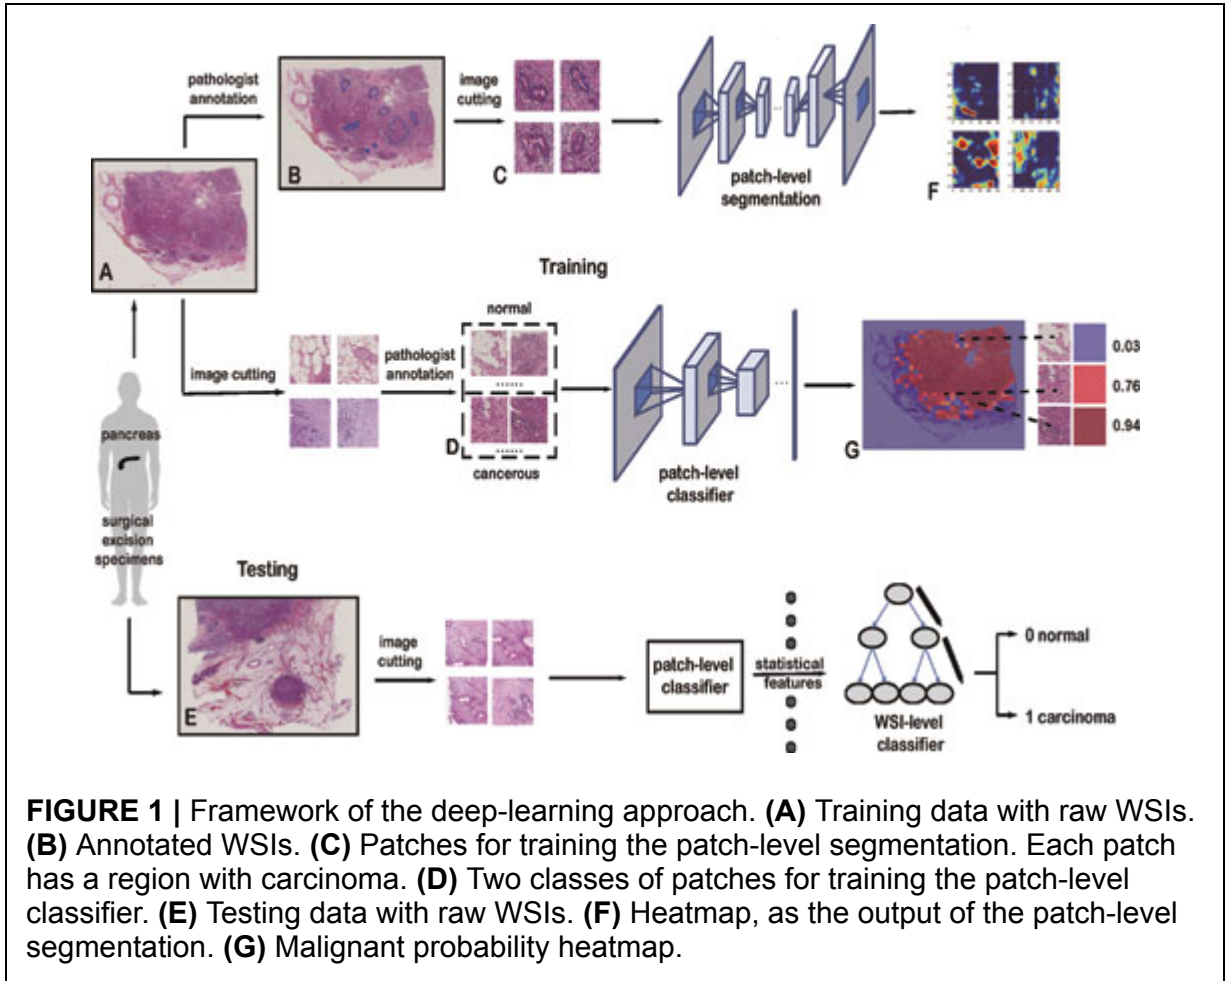 pathologist
annotation
image
cutting
A
B
C
patch-level
segmentation
F
Training
image cutting
pathologist
annotation
normal
......
D
......
cancerous
patch-level
classifier
...
G
0.03
0.76
0.94
pancreas
surgical
excision
specimens
Testing
E
image
cutting
patch-level
classifier
statistical
features
WSI-level
classifier
0 normal
1 carcinoma
FIGURE 1 | Framework of the deep-learning approach. (A) Training data with raw WSIs.
(B) Annotated WSIs. (C) Patches for training the patch-level segmentation. Each patch
has a region with carcinoma. (D) Two classes of patches for training the patch-level
classifier. (E) Testing data with raw WSIs. (F) Heatmap, as the output of the patch-level
segmentation. (G) Malignant probability heatmap.